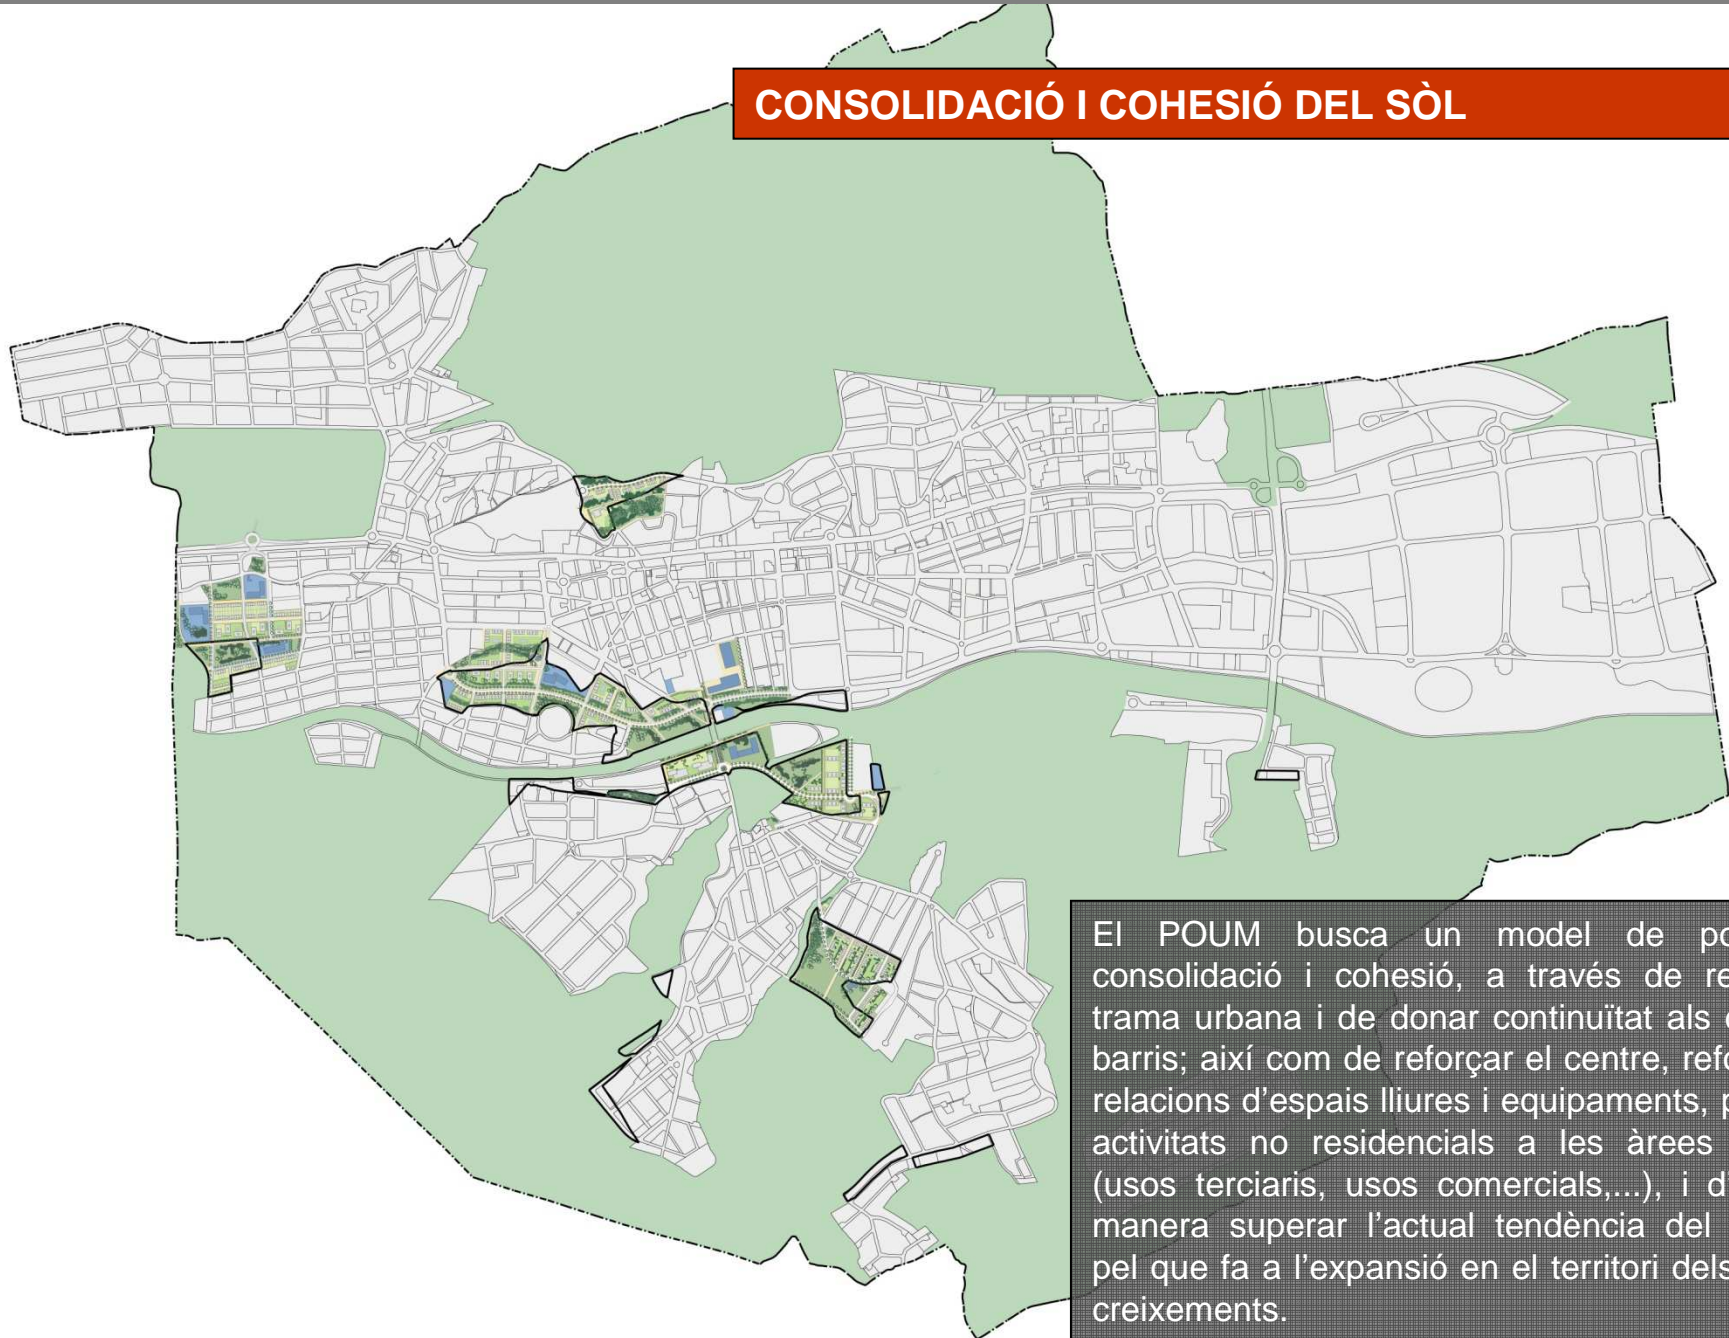 CONSOLIDACIÓ I COHESIÓ DEL SÒL
El POUM busca un model de
consolidació i cohesió, a través de
trama urbana i de donar continuïtat als
barris; així com de reforçar el centre,
relacions d'espais lliures i equipaments,
activitats no residencials a les àrees
(usos terciaris, usos comercials,...), i
manera superar l'actual tendència del
pel que fa a l'expansió en el territori dels
creixements.